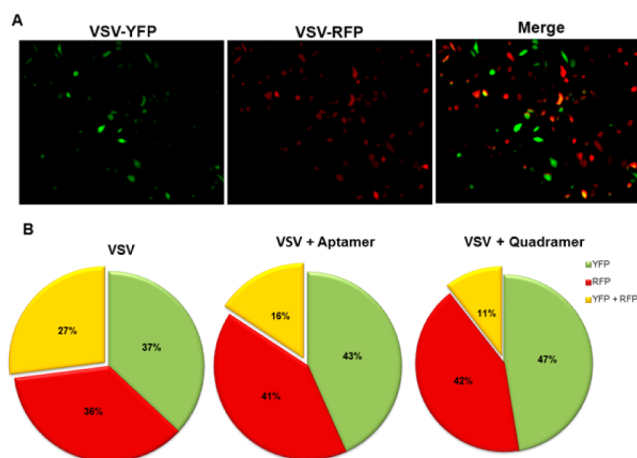 A
VSV-YFP VSV-RFP Merge
B
VSV VSV + Aptamer VSV + Quadramer
YFP
RFP
YFP + RFP
27% 37% 36%
16% 43% 41%
11% 47% 42%